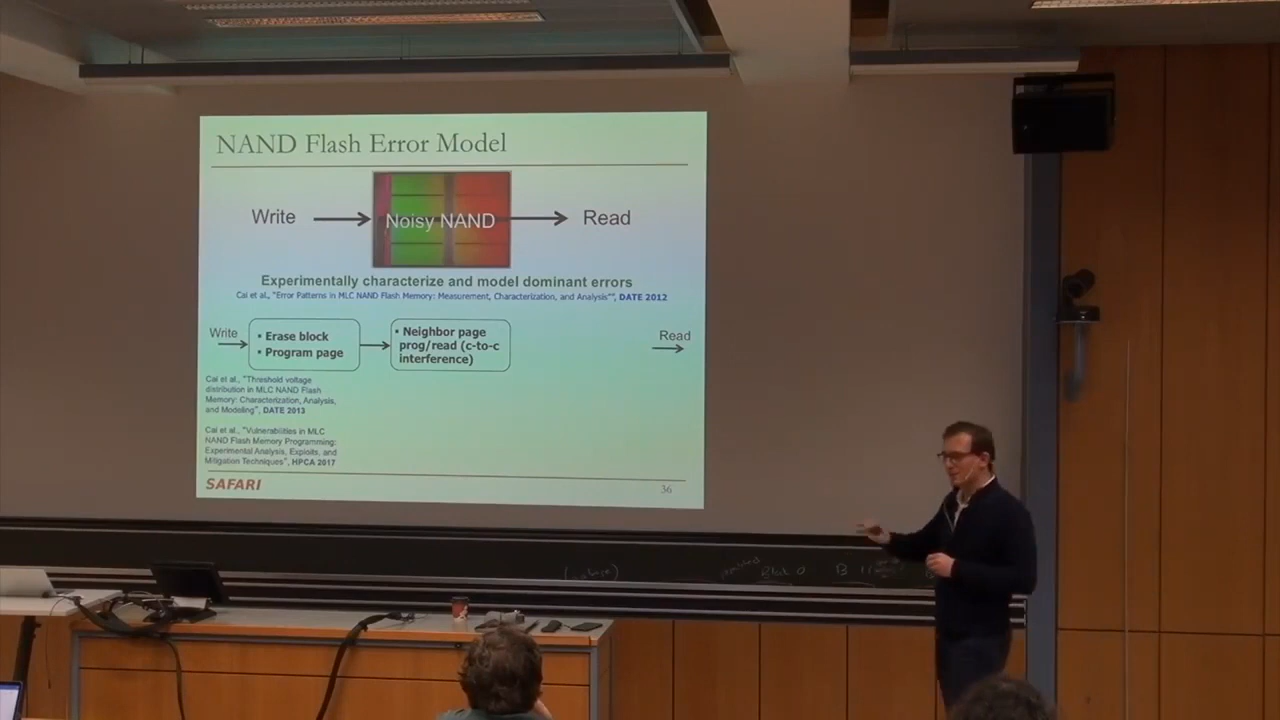 NAND Flash Error Model
Write
Noisy NAND
Read
Experimentally characterize and model dominant errors
Cai et al., "Error Patterns in MLC NAND Flash Memory: Measurement, Characterization, and Analysis"", DATE 2012
Write
▪ Erase block
▪ Program page
▪ Neighbor page
prog/read (c-to-c
interference)
Read
Cai et al., "Threshold voltage
distribution in MLC NAND Flash
Memory: Characterization, Analysis,
and Modeling", DATE 2013
Cai et al., "Vulnerabilities in MLC
NAND Flash Memory Programming:
Experimental Analysis, Exploits, and
Mitigation Techniques", HPCA 2017
SAFARI
36
Block 0